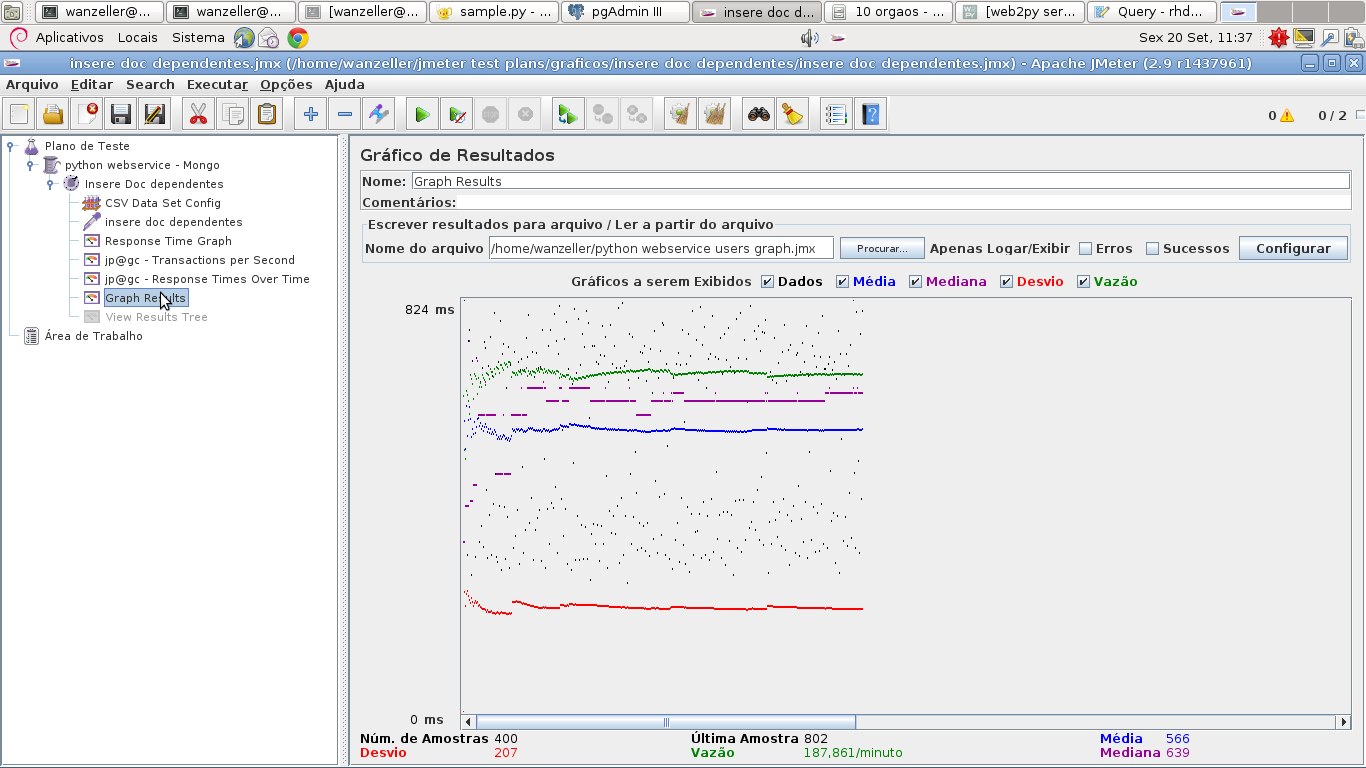 wanzeller@... wanzeller@... [wanzeller@... sample.py - ... pgAdmin III insere doc d... 10 orgaos - ... [web2py ser... Query - rhd...
Aplicativos Locais Sistema Sex 20 Set, 11:37
insere doc dependentes.jmx (/home/wanzeller/jmeter test plans/graficos/insere doc dependentes/insere doc dependentes.jmx) - Apache JMeter (2.9 r1437961)
Arquivo Editar Search Executar Opções Ajuda
0 0 / 2
Plano de Teste
python webservice - Mongo
Insere Doc dependentes
CSV Data Set Config
insere doc dependentes
Response Time Graph
jp@gc - Transactions per Second
jp@gc - Response Times Over Time
Graph Results
View Results Tree
Área de Trabalho
Gráfico de Resultados
Nome: Graph Results
Comentários:
Escrever resultados para arquivo / Ler a partir do arquivo
Nome do arquivo /home/wanzeller/python webservice users graph.jmx Procurar... Apenas Logar/Exibir Erros Sucessos Configurar
Gráficos a serem Exibidos Dados Média Mediana Desvio Vazão
824 ms
0 ms
Núm. de Amostras 400 Última Amostra 802 Média 566
Desvio 207 Vazão 187,861/minuto Mediana 639